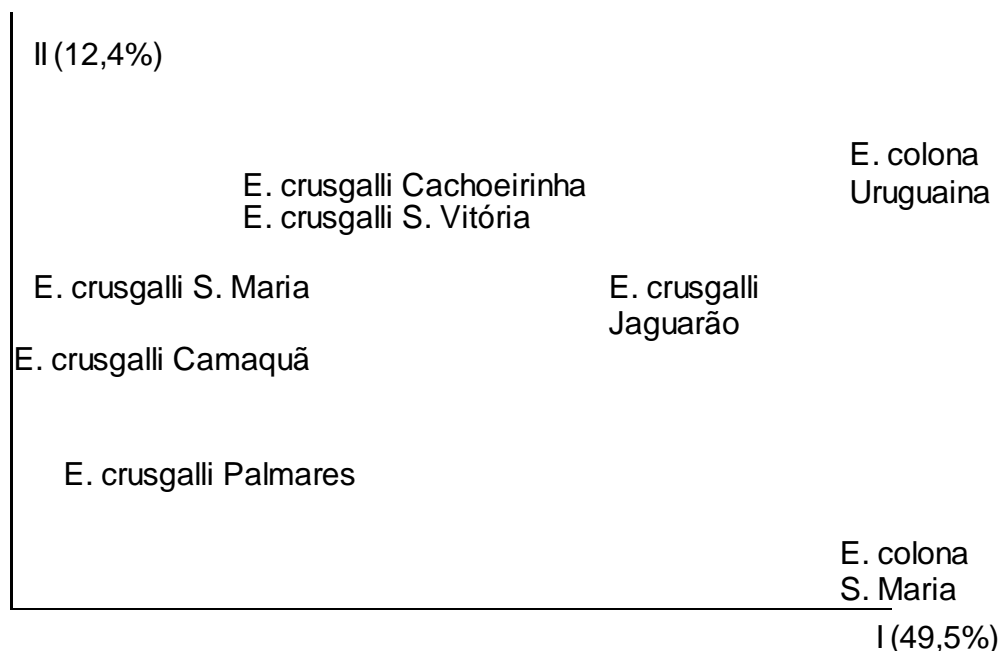 II (12,4%)
E. colona
Uruguaina
E. crusgalli Cachoeirinha
E. crusgalli S. Vitória
E. crusgalli S. Maria
E. crusgalli
Jaguarão
E. crusgalli Camaquã
E. crusgalli Palmares
E. colona
S. Maria
I (49,5%)